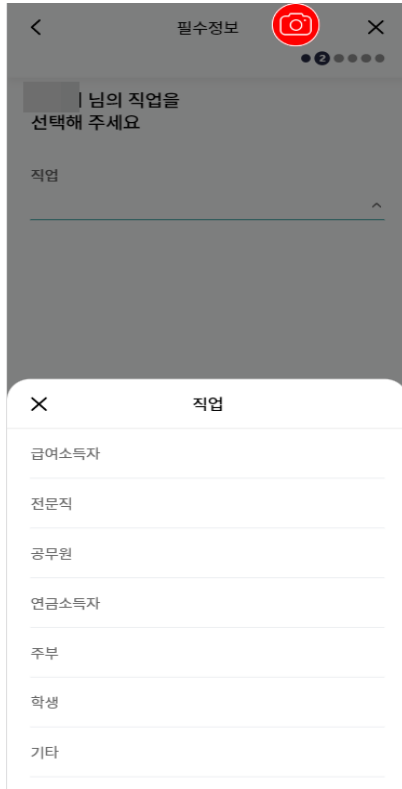 필수정보
2
님의 직업을
선택해 주세요
직업
직업
급여소득자
전문직
공무원
연금소득자
주부
학생
기타